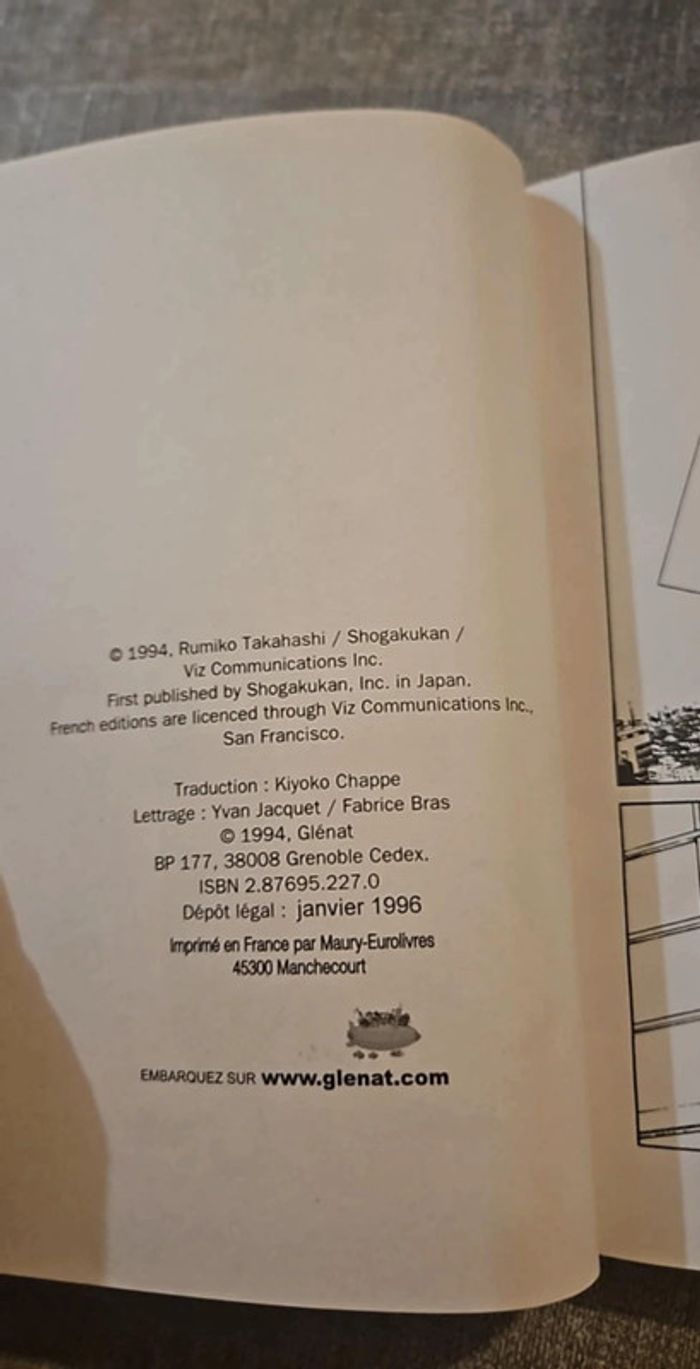 © 1994, Rumiko Takahashi / Shogakukan /
Viz Communications Inc.
First published by Shogakukan, Inc. in Japan.
French editions are licenced through Viz Communications Inc.,
San Francisco.
Traduction : Kiyoko Chappe
Lettrage : Yvan Jacquet / Fabrice Bras
© 1994, Glénat
BP 177, 38008 Grenoble Cedex.
ISBN 2.87695.227.0
Dépôt légal : janvier 1996
Imprimé en France par Maury-Eurolivres
45300 Manchecourt
EMBARQUEZ SUR www.glenat.com